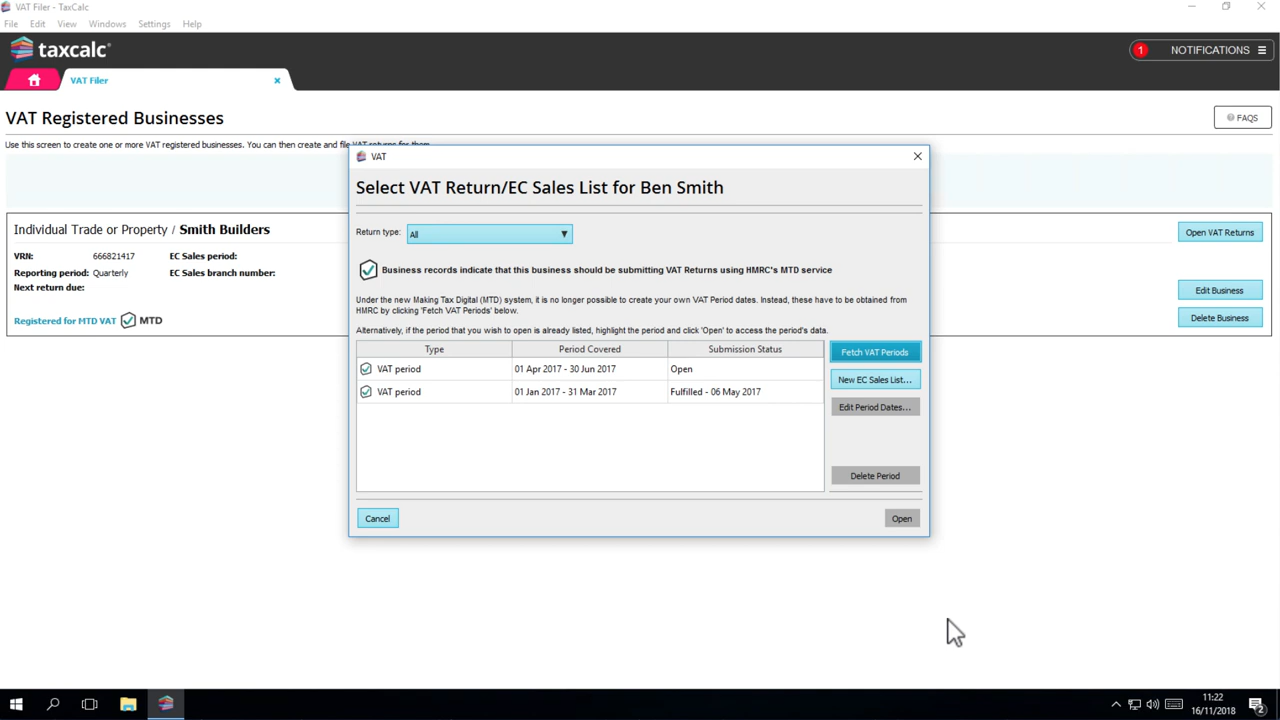 VAT Filer - TaxCalc
File Edit View Windows Settings Help
taxcalc
1 NOTIFICATIONS
VAT Filer
VAT Registered Businesses
FAQS
Use this screen to create one or more VAT registered businesses. You can then create and file VAT returns for them.
VAT
Select VAT Return/EC Sales List for Ben Smith
Individual Trade or Property / Smith Builders
Open VAT Returns
Return type: All
VRN: 666821417 EC Sales period:
Reporting period: Quarterly EC Sales branch number:
Next return due:
Business records indicate that this business should be submitting VAT Returns using HMRC's MTD service
Edit Business
Under the new Making Tax Digital (MTD) system, it is no longer possible to create your own VAT Period dates. Instead, these have to be obtained from
HMRC by clicking 'Fetch VAT Periods' below.
Registered for MTD VAT MTD
Delete Business
Alternatively, if the period that you wish to open is already listed, highlight the period and click 'Open' to access the period's data.
Type Period Covered Submission Status
Fetch VAT Periods
VAT period 01 Apr 2017 - 30 Jun 2017 Open
New EC Sales List...
VAT period 01 Jan 2017 - 31 Mar 2017 Fulfilled - 06 May 2017
Edit Period Dates...
Delete Period
Cancel Open
11:22
16/11/2018
2